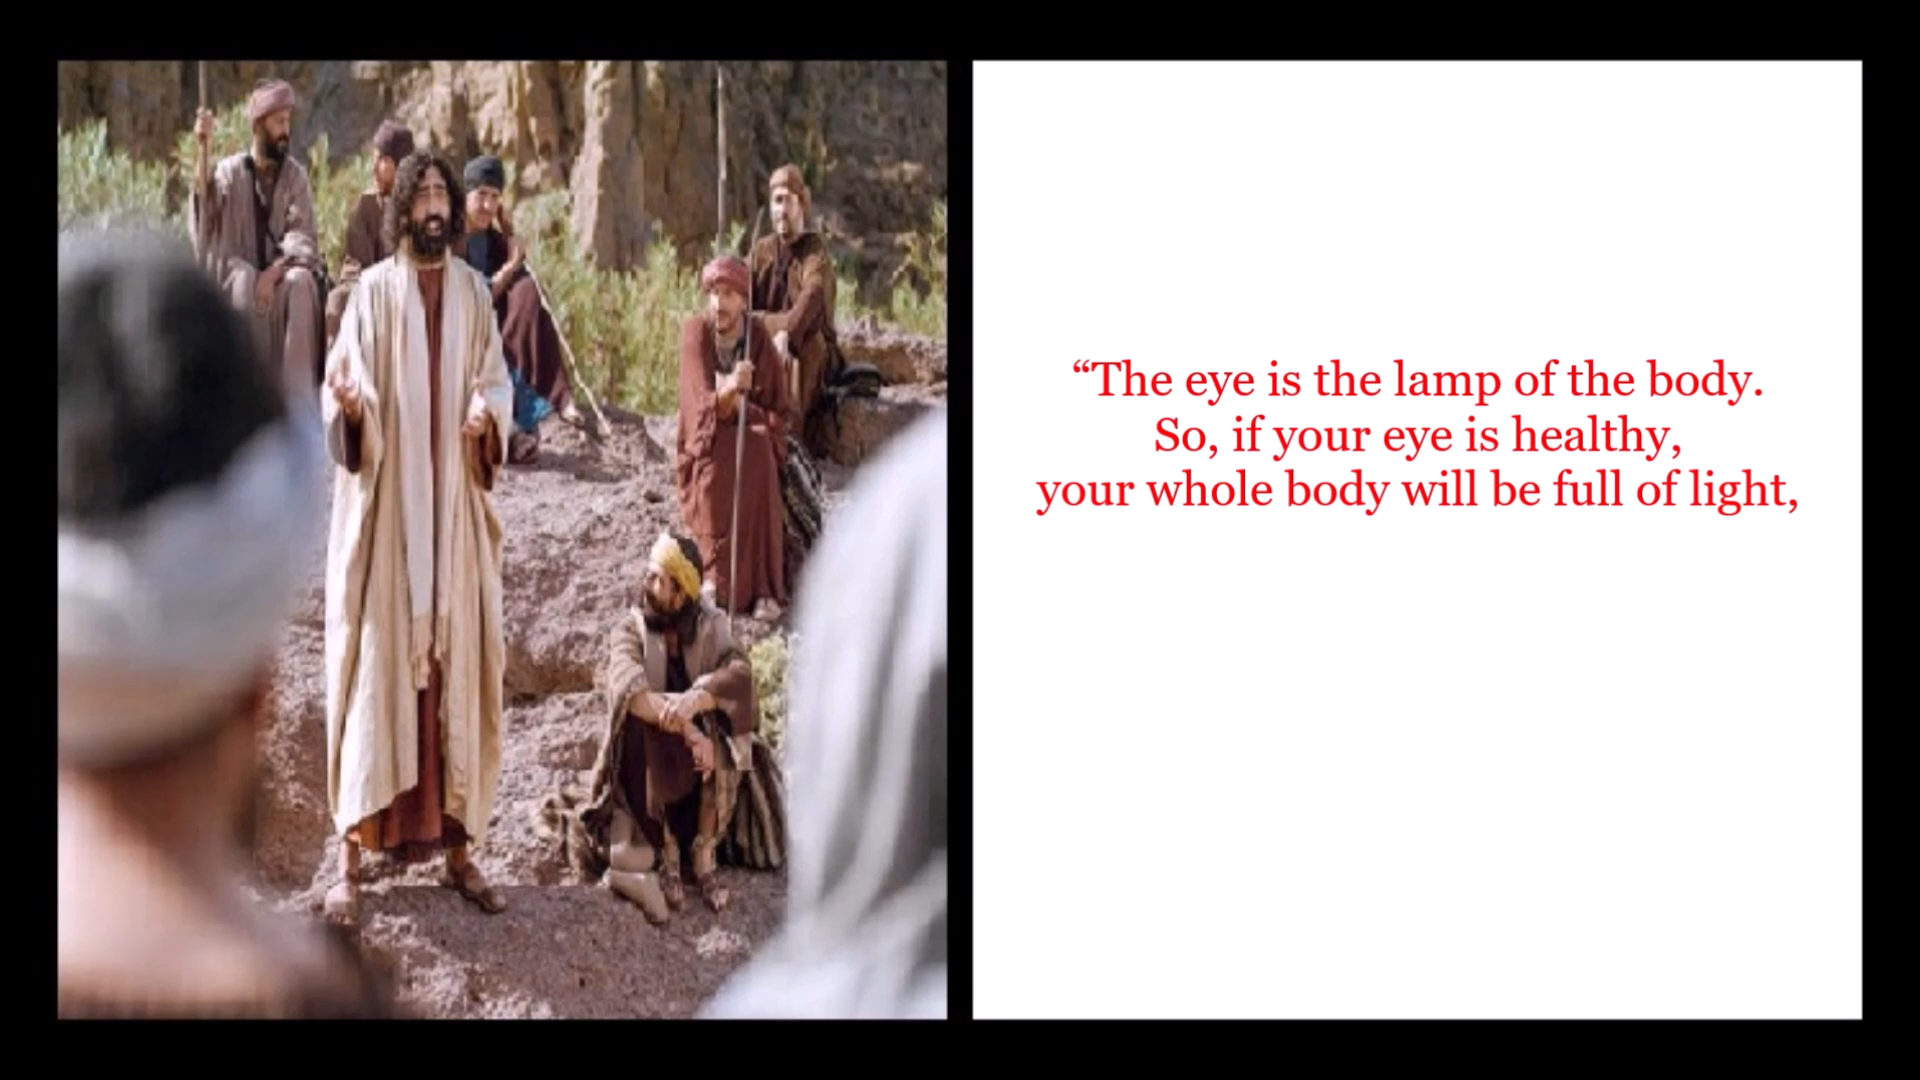 “The eye is the lamp of the body.
So, if your eye is healthy,
your whole body will be full of light,